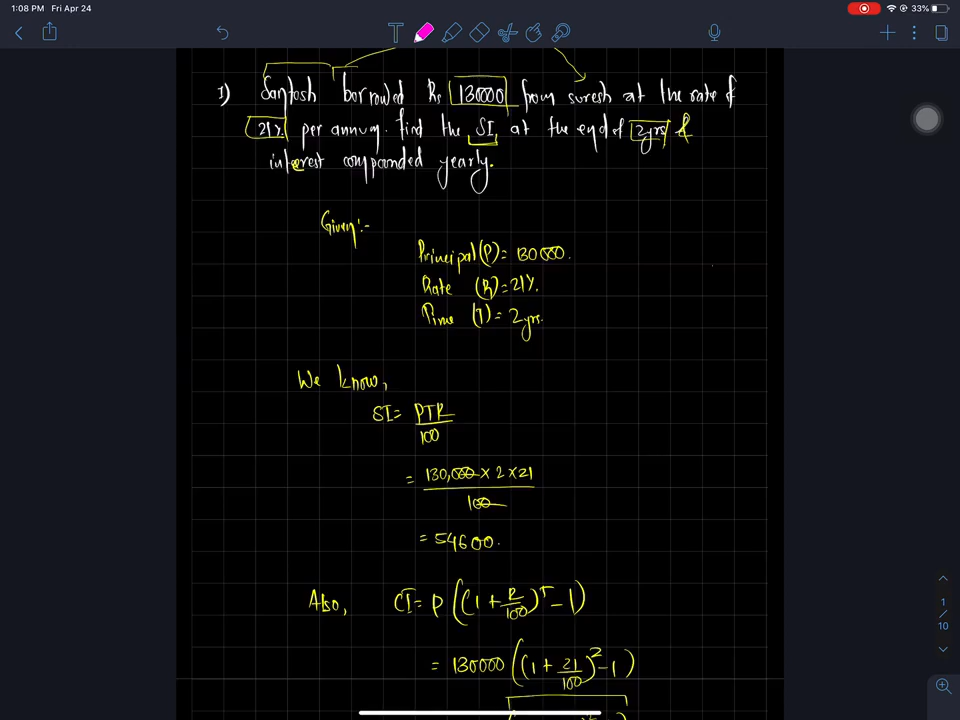 1:08 PM Fri Apr 24
33%
1) Santosh borrowed Rs 130000 from suresh at the rate of
21% per annum. find the SI at the end of 2yrs &
interest compounded yearly.
Given:-
Principal (P) = 130000.
Rate (R) = 21%.
Time (T) = 2yrs.
We know,
SI = PTR
100
= 130,000 × 2 × 21
100
= 54600.
Also, CI = P ((1 + R/100)^T - 1)
= 130000 ((1 + 21/100)^2 - 1)
1
/
10